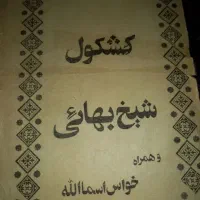 کشکول
شیخ بهائی
و همراه
خواص اسماالله